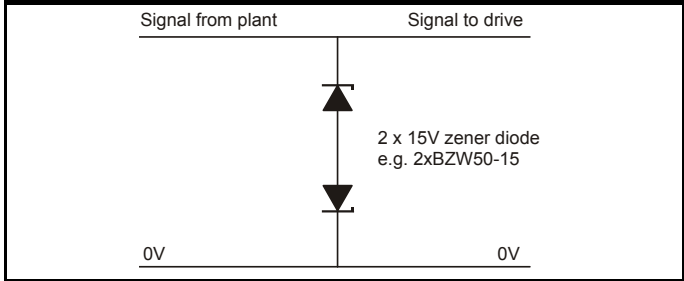 Signal from plant Signal to drive
2 x 15V zener diode
e.g. 2xBZW50-15
0V 0V